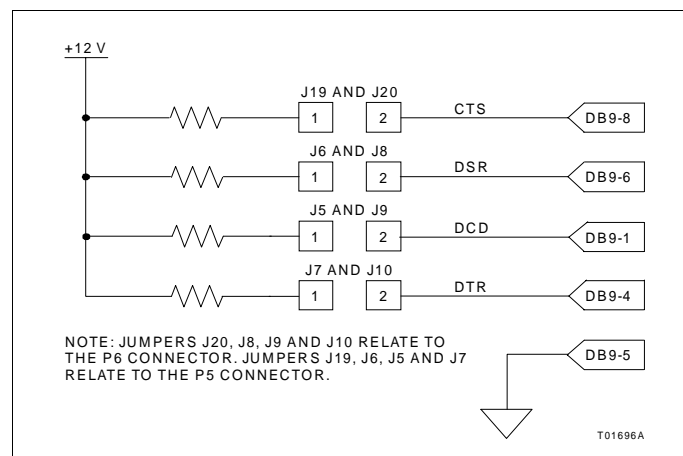 +12 V
J19 AND J20
1 2 CTS DB9-8
J6 AND J8
1 2 DSR DB9-6
J5 AND J9
1 2 DCD DB9-1
J7 AND J10
1 2 DTR DB9-4
NOTE: JUMPERS J20, J8, J9 AND J10 RELATE TO
THE P6 CONNECTOR. JUMPERS J19, J6, J5 AND J7
RELATE TO THE P5 CONNECTOR.
DB9-5
T01696A